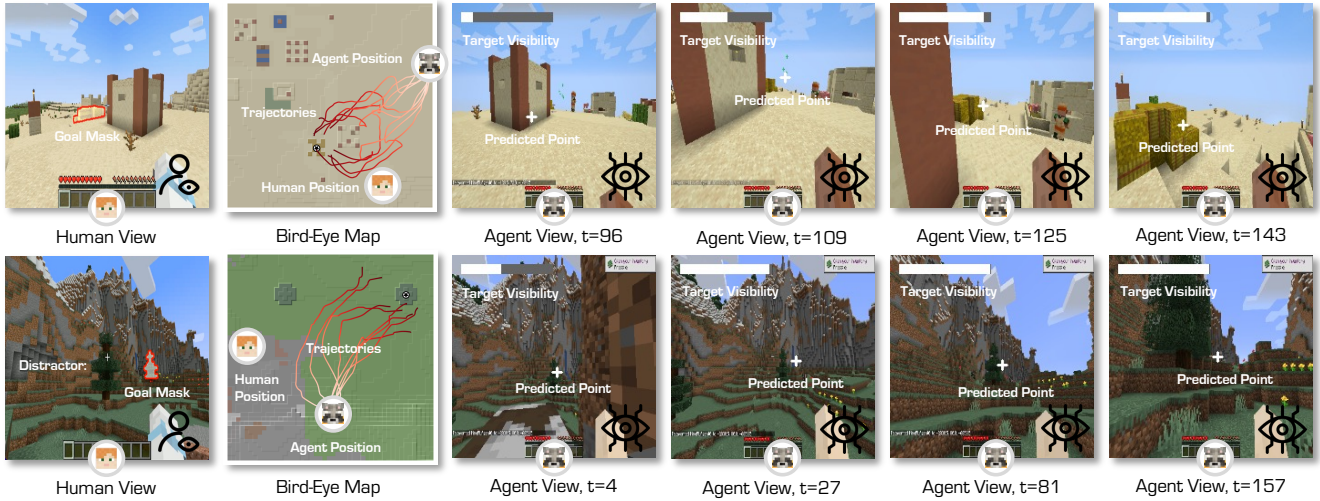 Goal Mask
Human View
Agent Position
Trajectories
Human Position
Bird-Eye Map
Target Visibility
Predicted Point
Agent View, t=96
Target Visibility
Predicted Point
Agent View, t=109
Target Visibility
Predicted Point
Agent View, t=125
Target Visibility
Predicted Point
Agent View, t=143
Distractor:
Goal Mask
Human View
Trajectories
Human
Position
Agent Position
Bird-Eye Map
Target Visibility
Predicted Point
Agent View, t=4
Target Visibility
Predicted Point
Agent View, t=27
Target Visibility
Predicted Point
Agent View, t=81
Target Visibility
Predicted Point
Agent View, t=157